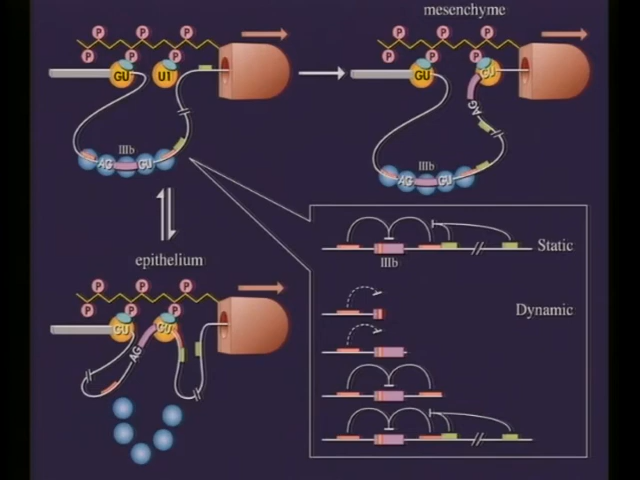 mesenchyme
P P P
P P P
GU U1
IIIb
AG GU
P P P
P P P
GU GU
AG
IIIb
AG GU
epithelium
P P P
P P P
GU GU
AG
Static
IIIb
Dynamic